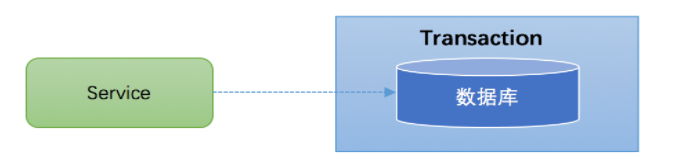 Transaction
Service
数据库